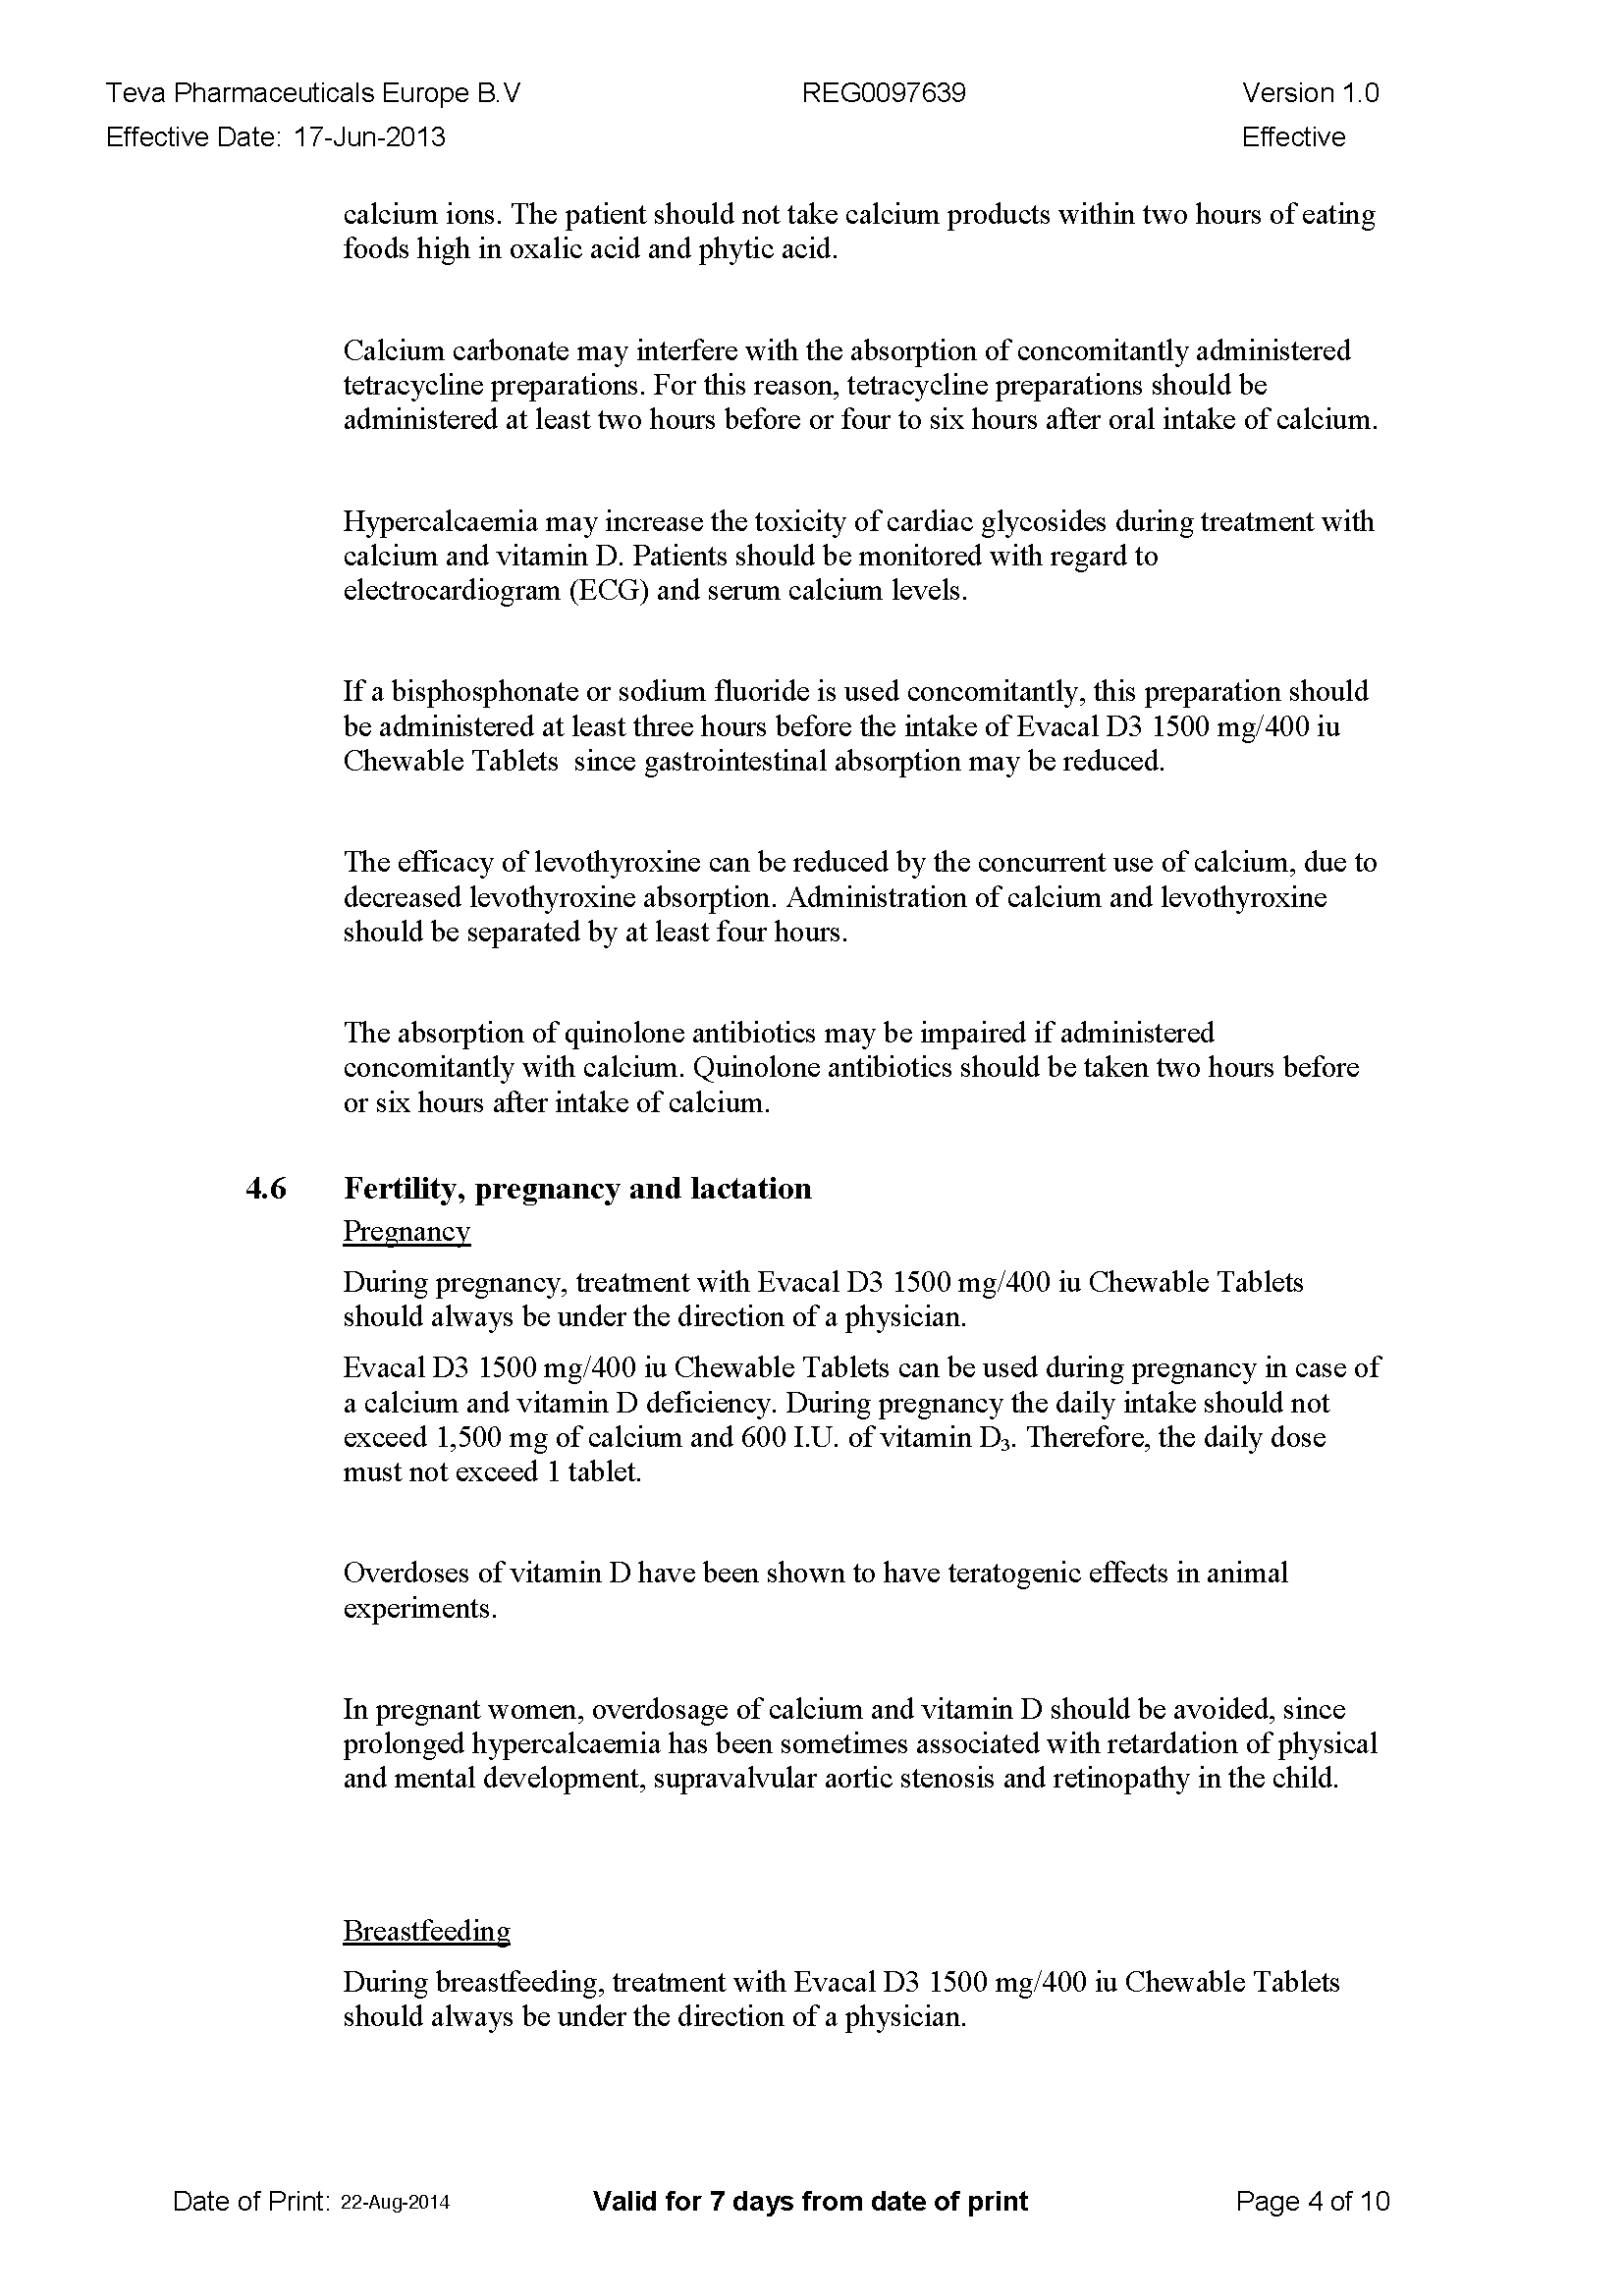 Teva Pharmaceuticals Europe B.V REG0097639 Version 1.0
Effective Date: 17-Jun-2013 Effective
calcium ions. The patient should not take calcium products within two hours of eating
foods high in oxalic acid and phytic acid.
Calcium carbonate may interfere with the absorption of concomitantly administered
tetracycline preparations. For this reason, tetracycline preparations should be
administered at least two hours before or four to six hours after oral intake of calcium.
Hypercalcaemia may increase the toxicity of cardiac glycosides during treatment with
calcium and vitamin D. Patients should be monitored with regard to
electrocardiogram (ECG) and serum calcium levels.
If a bisphosphonate or sodium fluoride is used concomitantly, this preparation should
be administered at least three hours before the intake of Evacal D3 1500 mg/400 iu
Chewable Tablets since gastrointestinal absorption may be reduced.
The efficacy of levothyroxine can be reduced by the concurrent use of calcium, due to
decreased levothyroxine absorption. Administration of calcium and levothyroxine
should be separated by at least four hours.
The absorption of quinolone antibiotics may be impaired if administered
concomitantly with calcium. Quinolone antibiotics should be taken two hours before
or six hours after intake of calcium.
4.6 Fertility, pregnancy and lactation
Pregnancy
During pregnancy, treatment with Evacal D3 1500 mg/400 iu Chewable Tablets
should always be under the direction of a physician.
Evacal D3 1500 mg/400 iu Chewable Tablets can be used during pregnancy in case of
a calcium and vitamin D deficiency. During pregnancy the daily intake should not
exceed 1,500 mg of calcium and 600 I.U. of vitamin D₃. Therefore, the daily dose
must not exceed 1 tablet.
Overdoses of vitamin D have been shown to have teratogenic effects in animal
experiments.
In pregnant women, overdosage of calcium and vitamin D should be avoided, since
prolonged hypercalcaemia has been sometimes associated with retardation of physical
and mental development, supravalvular aortic stenosis and retinopathy in the child.
Breastfeeding
During breastfeeding, treatment with Evacal D3 1500 mg/400 iu Chewable Tablets
should always be under the direction of a physician.
Date of Print: 22-Aug-2014 Valid for 7 days from date of print Page 4 of 10